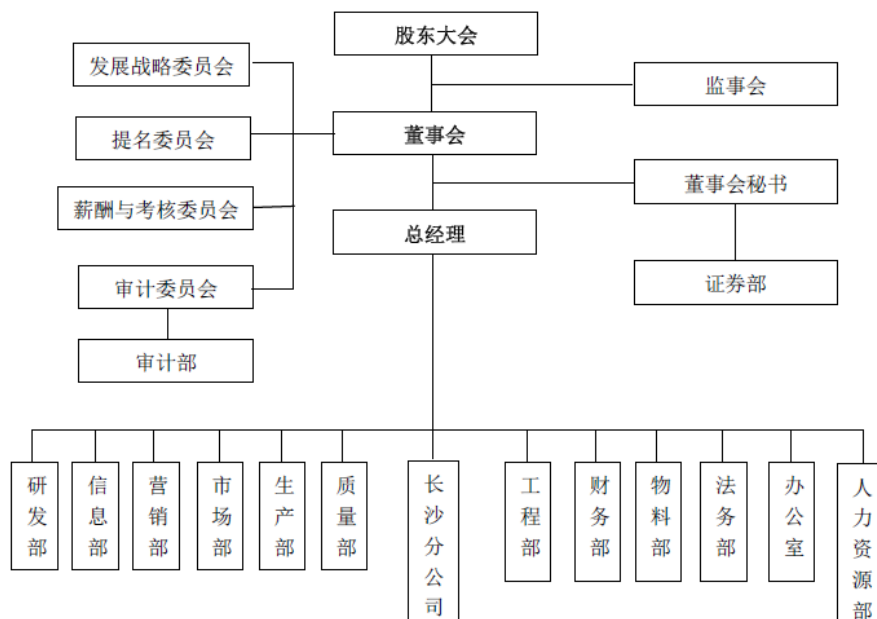 股东大会
发展战略委员会
监事会
提名委员会
董事会
董事会秘书
薪酬与考核委员会
总经理
审计委员会
证券部
审计部
研发部
信息部
营销部
市场部
生产部
质量部
长沙分公司
工程部
财务部
物料部
法务部
办公室
人力资源部